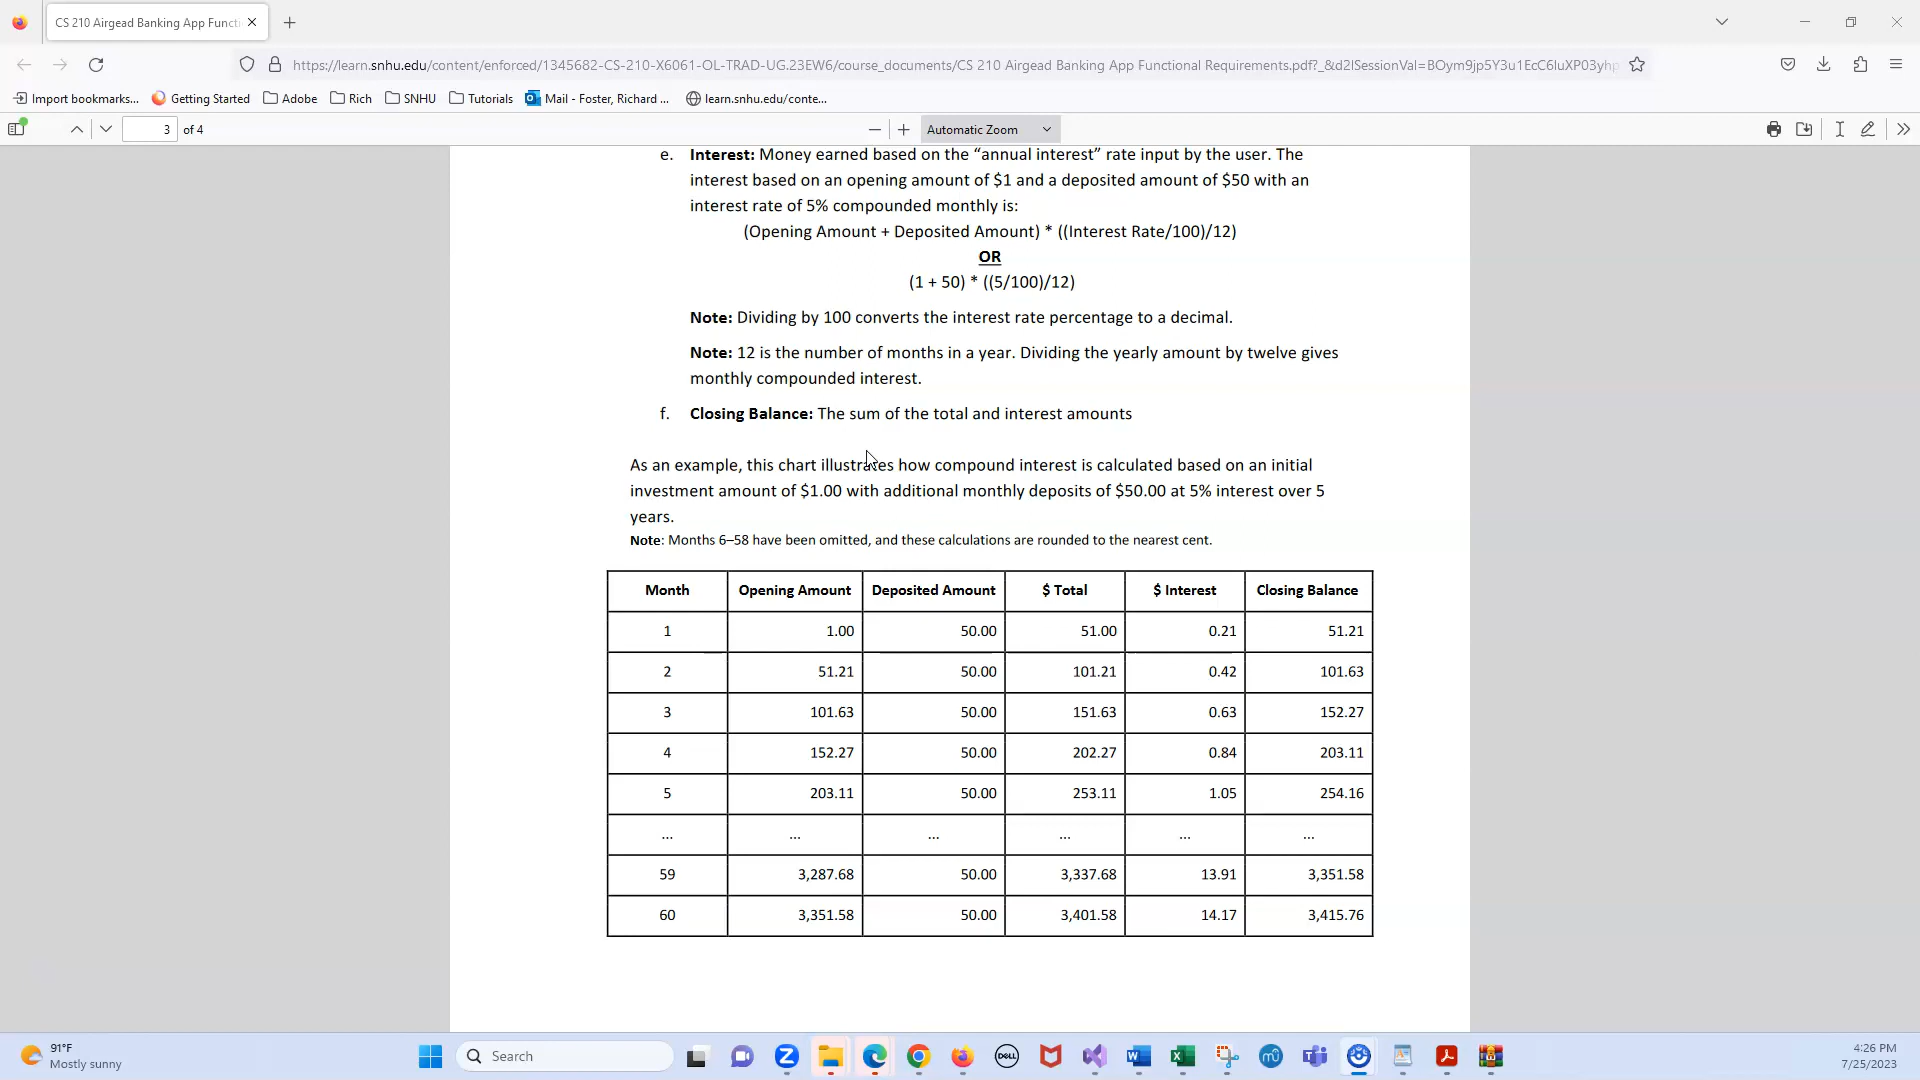 CS 210 Airgead Banking App Functi
https://learn.snhu.edu/content/enforced/1345682-CS-210-X6061-OL-TRAD-UG.23EW6/course_documents/CS 210 Airgead Banking App Functional Requirements.pdf?_&d2lSessionVal=BOym9jp5Y3u1EcC6luXP03yhp
Import bookmarks... Getting Started Adobe Rich SNHU Tutorials Mail - Foster, Richard ... learn.snhu.edu/conte...
3 of 4 Automatic Zoom
e. Interest: Money earned based on the “annual interest” rate input by the user. The
interest based on an opening amount of $1 and a deposited amount of $50 with an
interest rate of 5% compounded monthly is:
(Opening Amount + Deposited Amount) * ((Interest Rate/100)/12)
OR
(1 + 50) * ((5/100)/12)
Note: Dividing by 100 converts the interest rate percentage to a decimal.
Note: 12 is the number of months in a year. Dividing the yearly amount by twelve gives
monthly compounded interest.
f. Closing Balance: The sum of the total and interest amounts
As an example, this chart illustrates how compound interest is calculated based on an initial
investment amount of $1.00 with additional monthly deposits of $50.00 at 5% interest over 5
years.
Note: Months 6–58 have been omitted, and these calculations are rounded to the nearest cent.
Month Opening Amount Deposited Amount $ Total $ Interest Closing Balance
1 1.00 50.00 51.00 0.21 51.21
2 51.21 50.00 101.21 0.42 101.63
3 101.63 50.00 151.63 0.63 152.27
4 152.27 50.00 202.27 0.84 203.11
5 203.11 50.00 253.11 1.05 254.16
... ... ... ... ... ...
59 3,287.68 50.00 3,337.68 13.91 3,351.58
60 3,351.58 50.00 3,401.58 14.17 3,415.76
91°F
Mostly sunny
Search
DELL
4:26 PM
7/25/2023